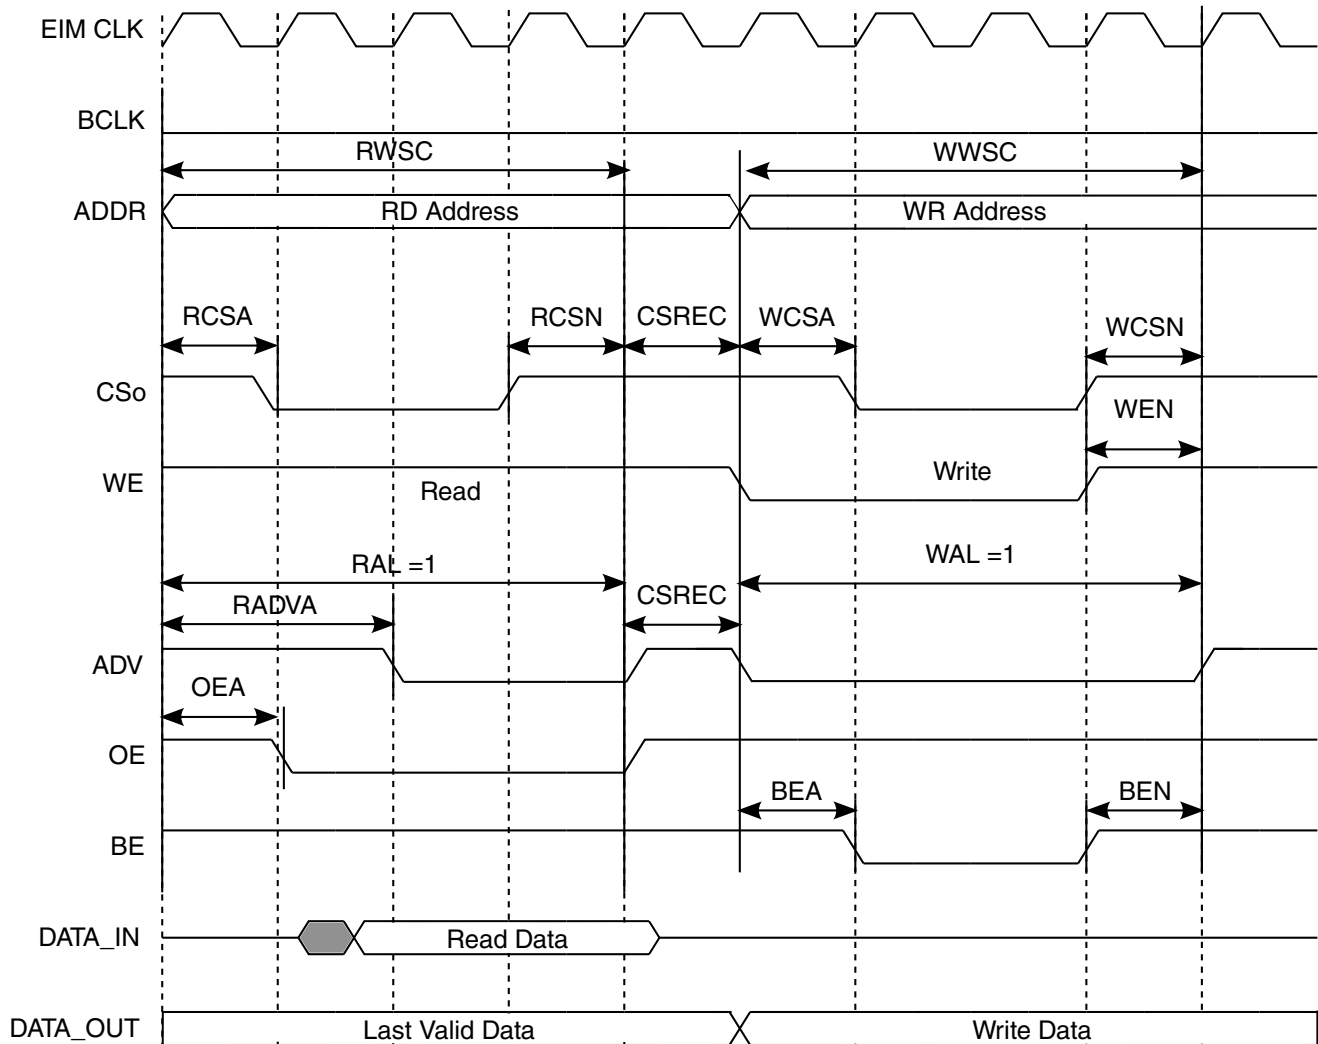 EIM CLK
BCLK
RWSC
WWSC
ADDR
RD Address
WR Address
RCSA
RCSN
CSREC
WCSA
WCSN
CSo
WEN
WE
Read
Write
RAL =1
WAL =1
RADVA
CSREC
ADV
OEA
OE
BEA
BEN
BE
DATA_IN
Read Data
DATA_OUT
Last Valid Data
Write Data